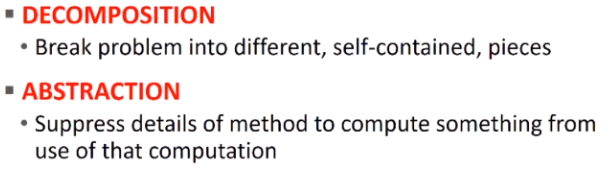 ▪ DECOMPOSITION
• Break problem into different, self-contained, pieces
▪ ABSTRACTION
• Suppress details of method to compute something from
use of that computation